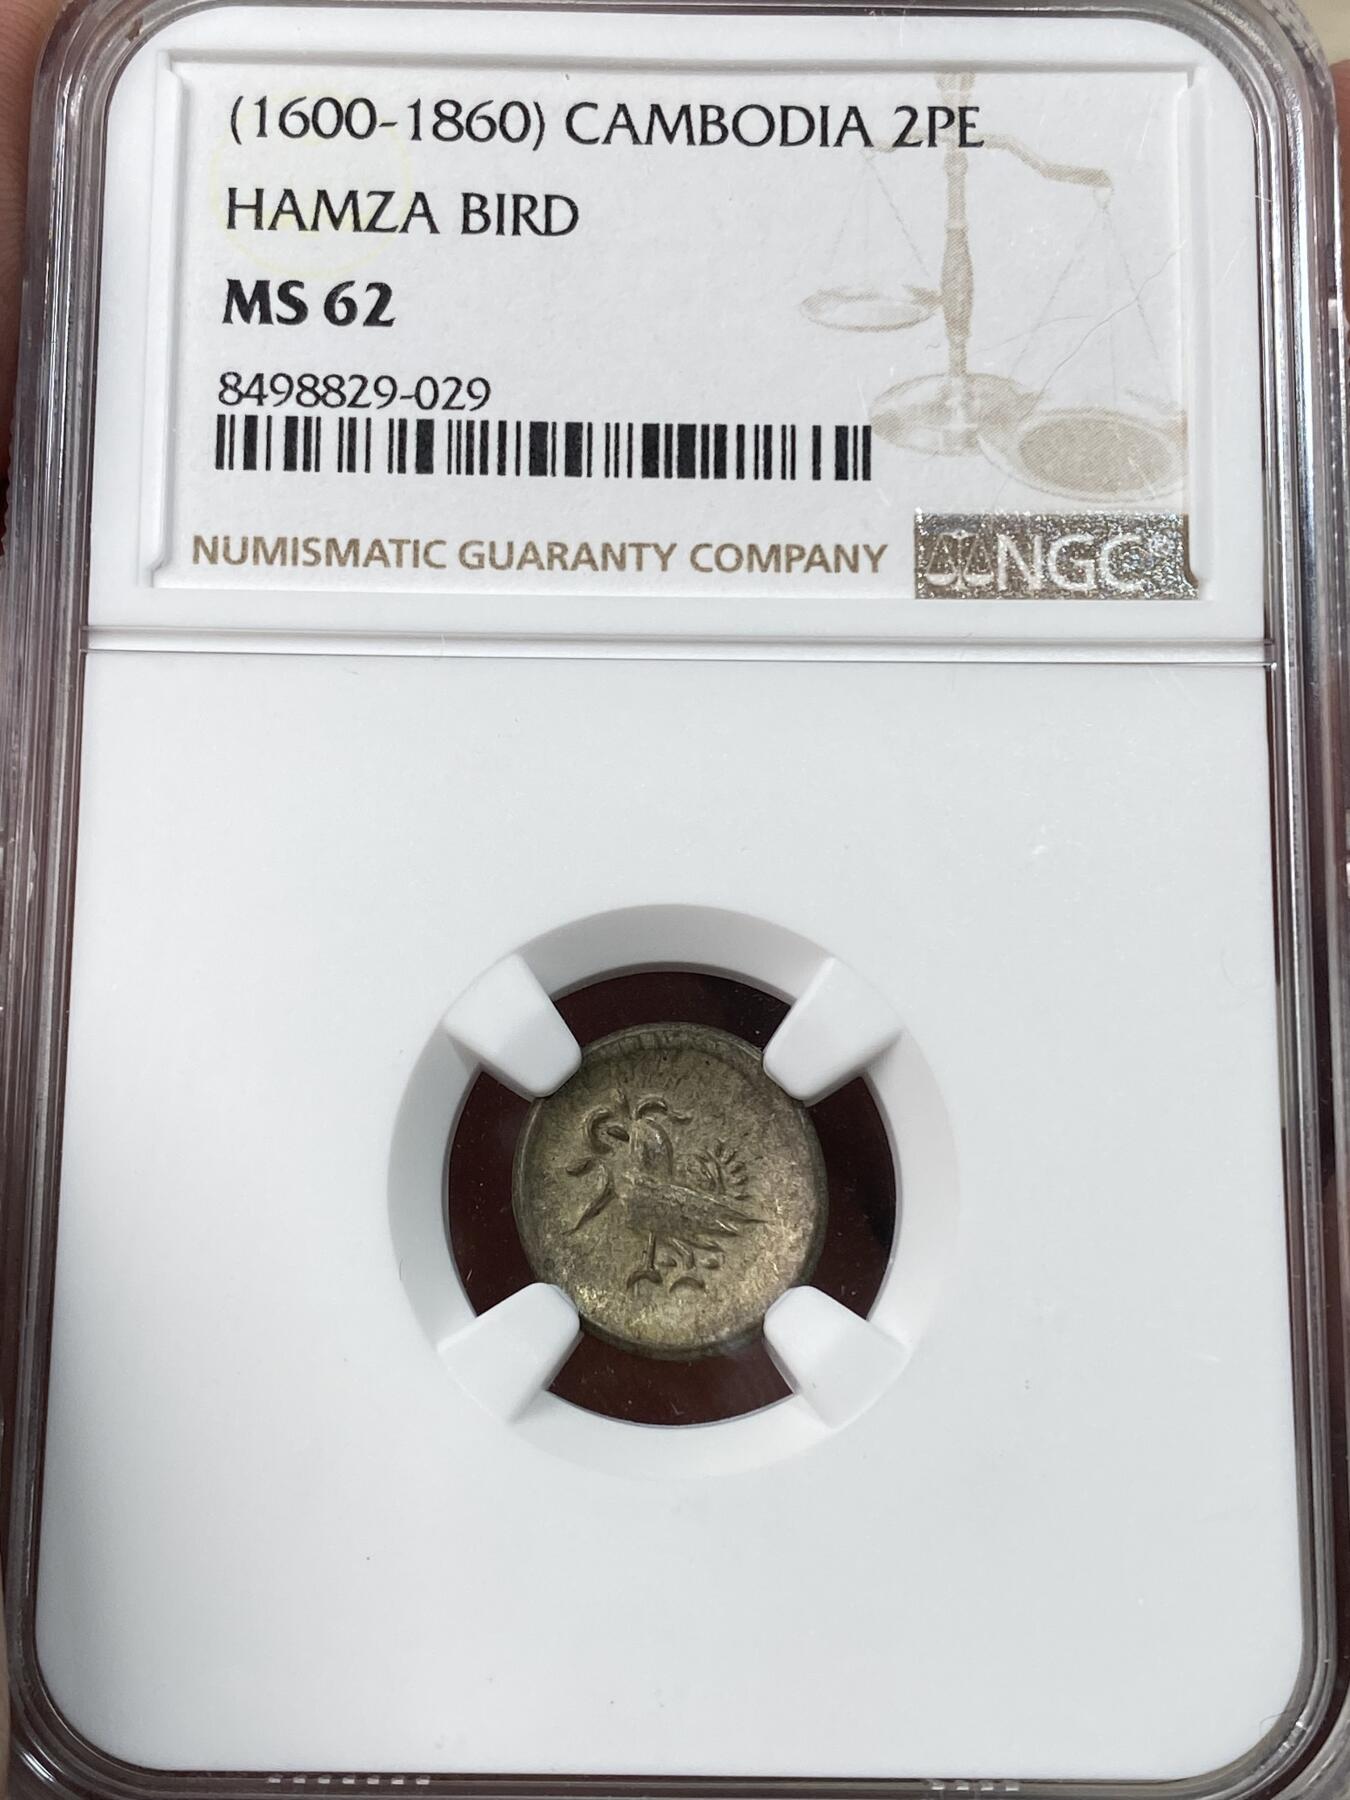 (1600-1860) CAMBODIA 2PE
HAMZA BIRD
MS 62
8498829-029
NUMISMATIC GUARANTY COMPANY NGC®